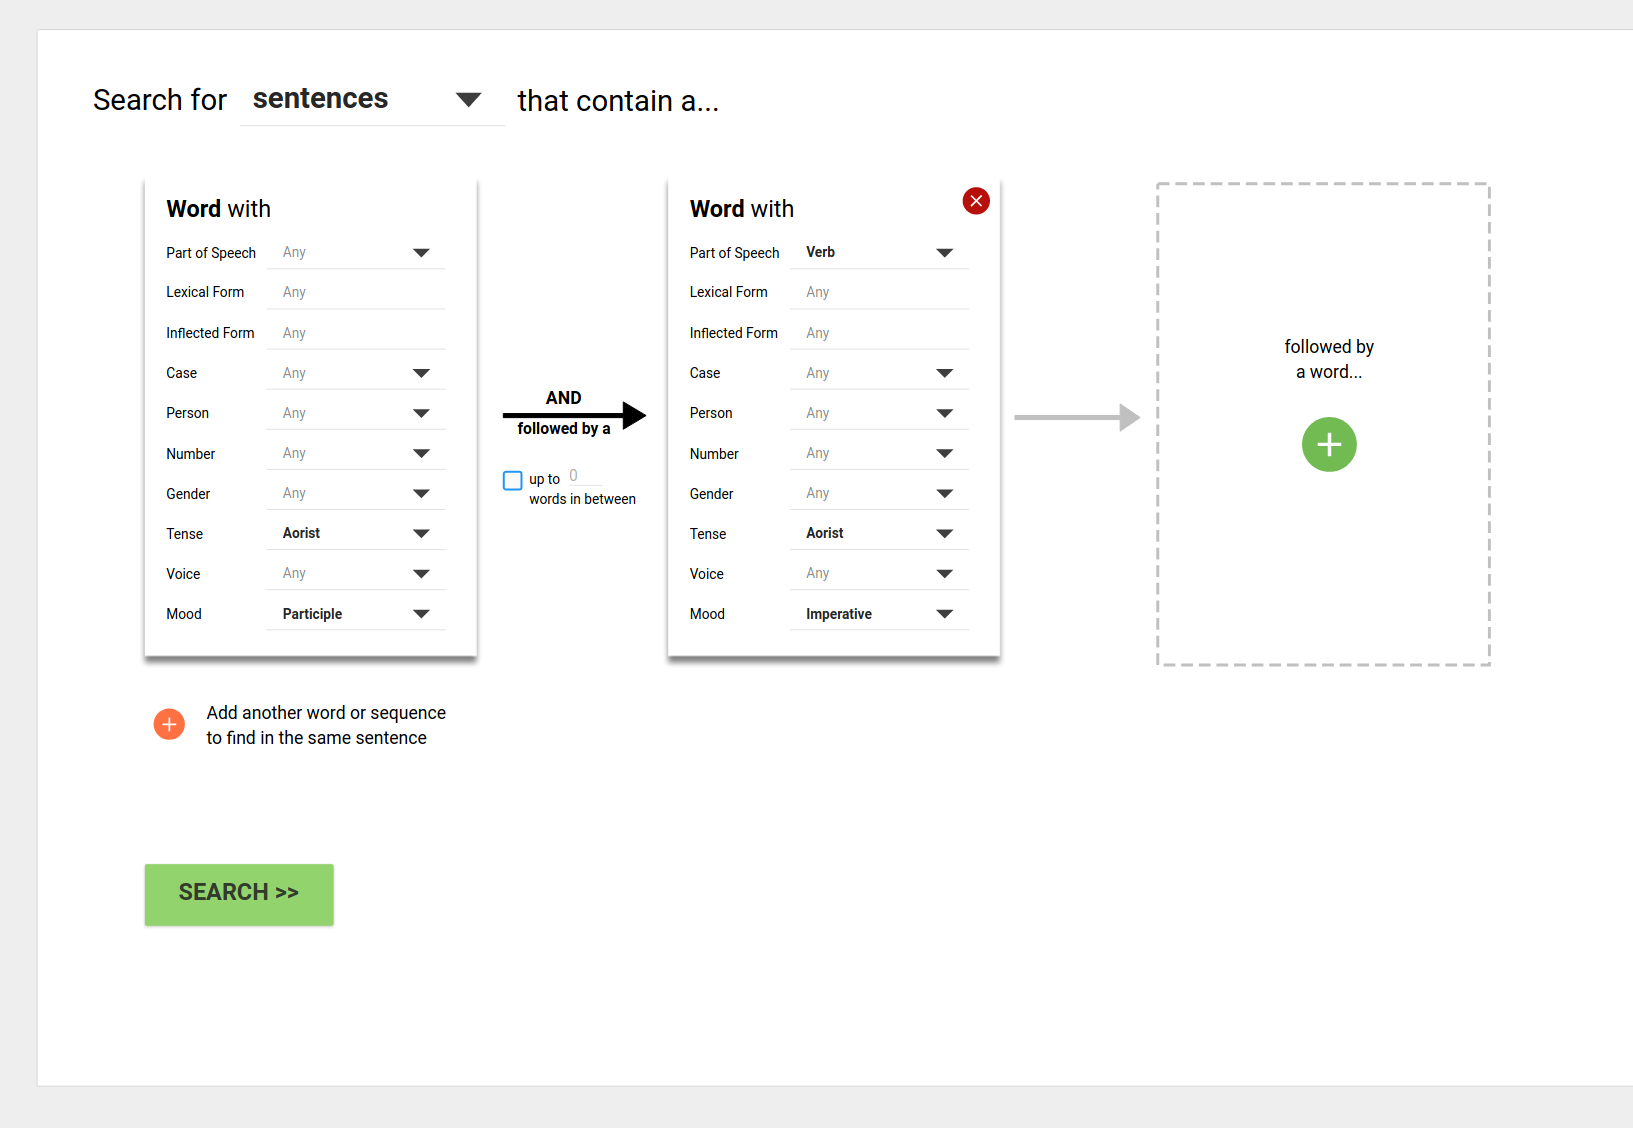 Search for sentences that contain a...
Word with
Part of Speech Any
Lexical Form Any
Inflected Form Any
Case Any
Person Any
Number Any
Gender Any
Tense Aorist
Voice Any
Mood Participle
AND
followed by a
up to 0
words in between
Word with
Part of Speech Verb
Lexical Form Any
Inflected Form Any
Case Any
Person Any
Number Any
Gender Any
Tense Aorist
Voice Any
Mood Imperative
followed by
a word...
Add another word or sequence
to find in the same sentence
SEARCH >>